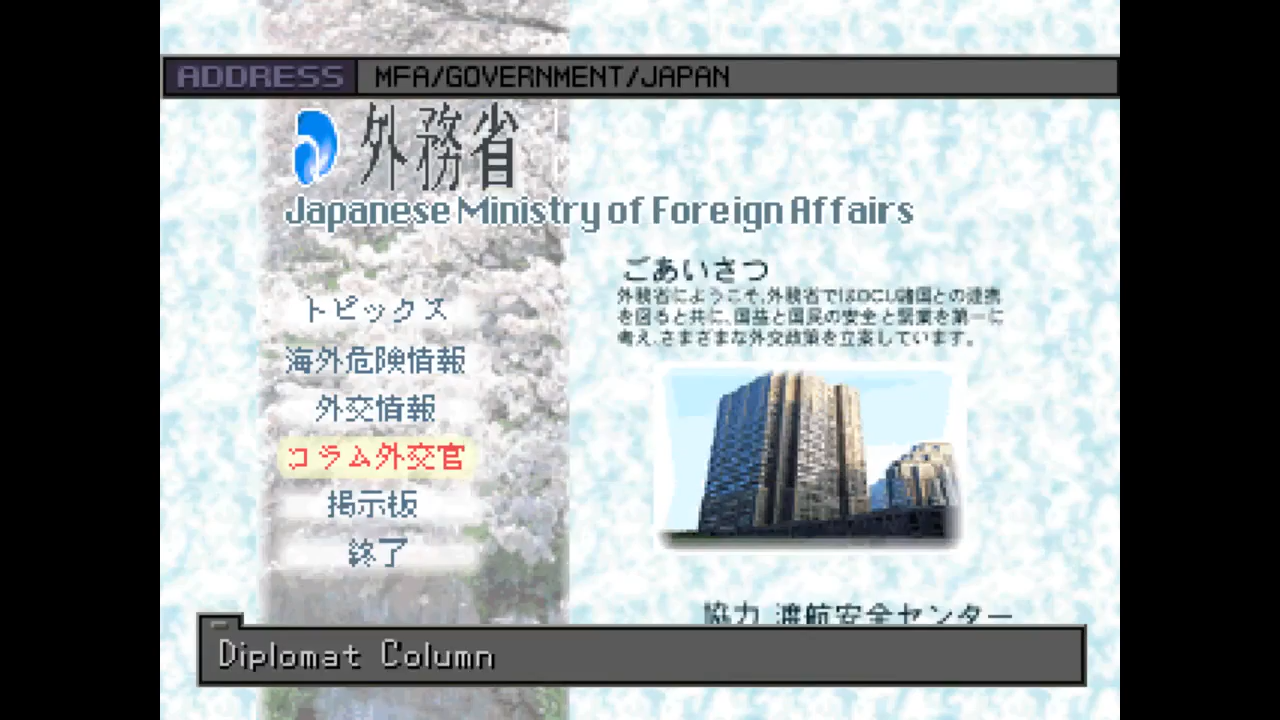 ADDRESS MFA/GOVERNMENT/JAPAN
外務省
Japanese Ministry of Foreign Affairs
ごあいさつ
外務省にようこそ。外務省では諸国との連携
を図ると共に、国益と国民の安全と繁栄を第一に
考え、さまざまな外交政策を立案しています。
トピックス
海外危険情報
外交情報
コラム外交官
掲示板
終了
協力 渡航安全センター
Diplomat Column